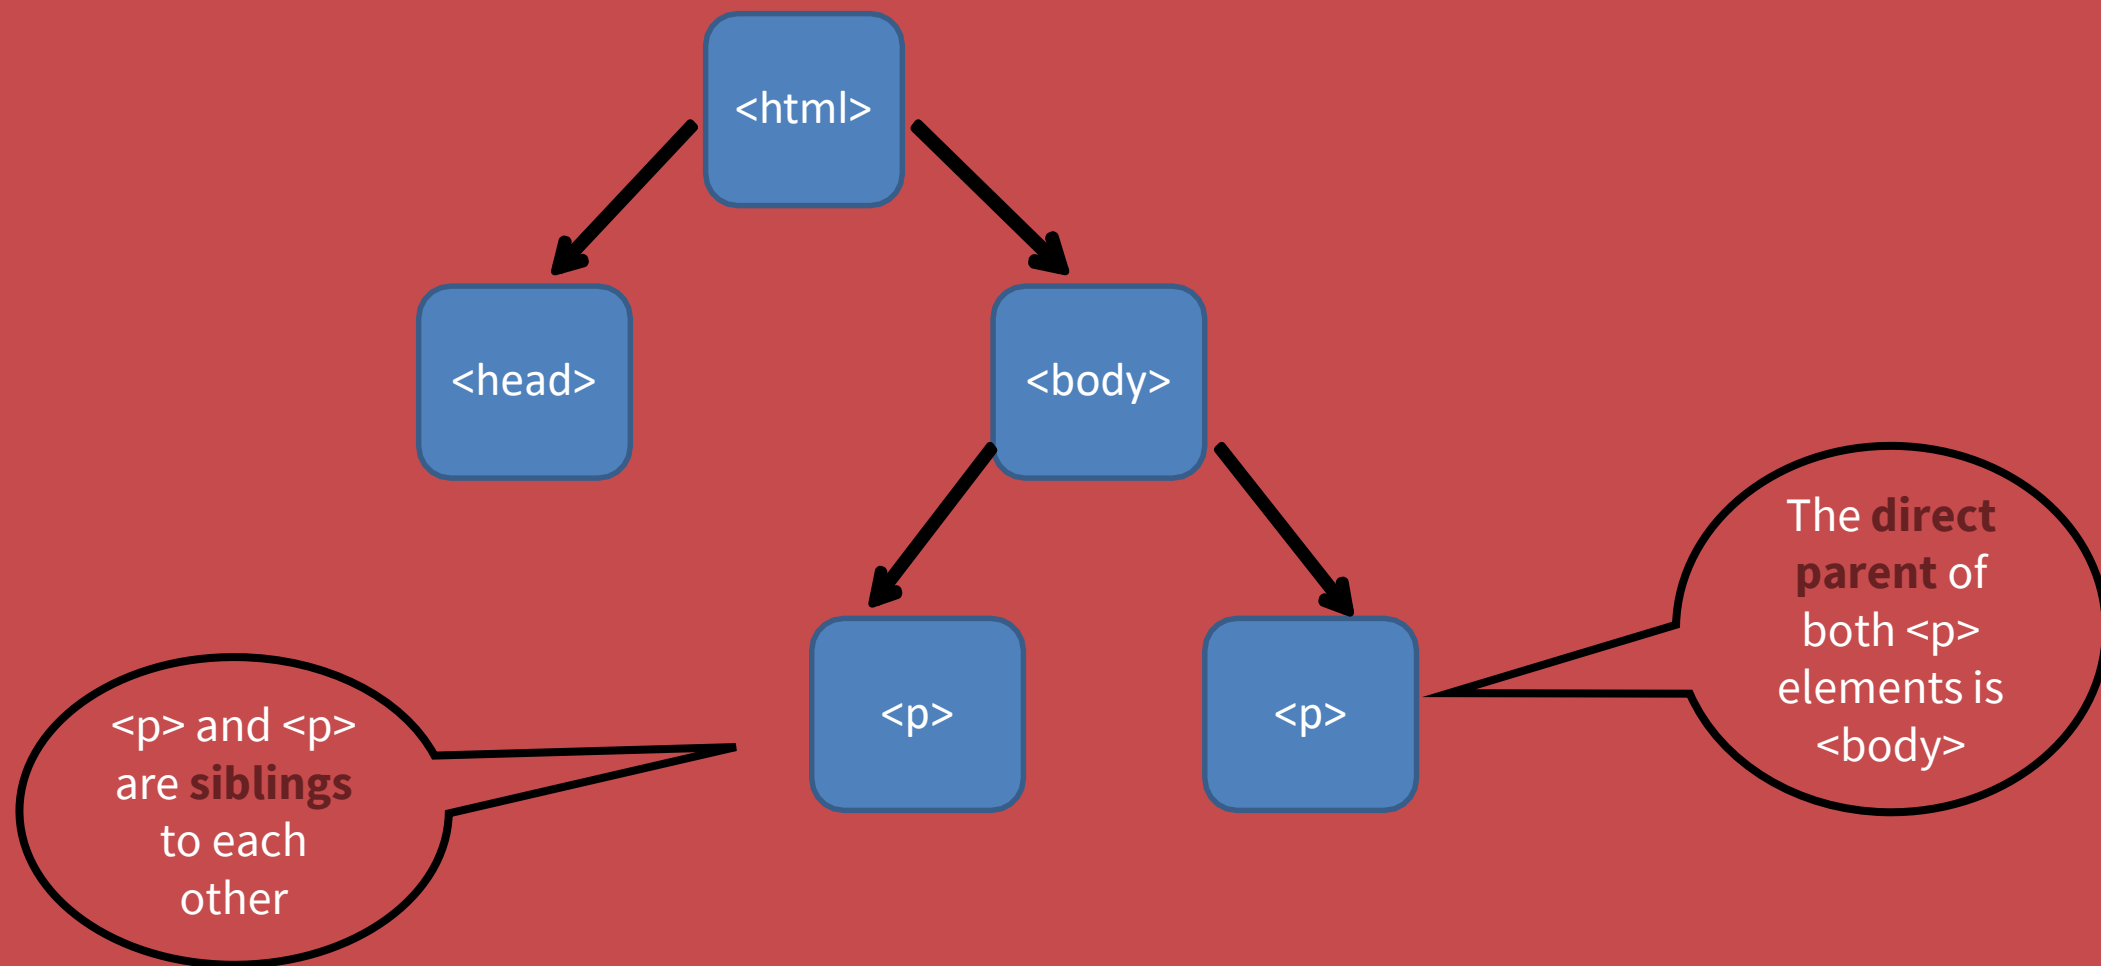 <html>
<head>
<body>
The direct
parent of
both <p>
elements is
<body>
<p>
<p>
<p> and <p>
are siblings
to each
other